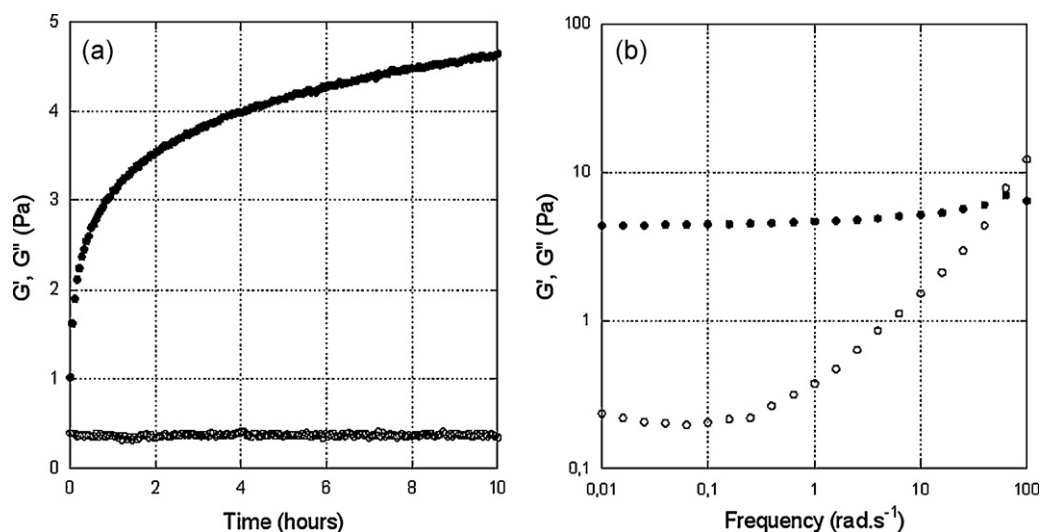 (a)
G', G" (Pa)
5
4
3
2
1
0
0 2 4 6 8 10
Time (hours)
(b)
G', G" (Pa)
100
10
1
0,1
0,01 0,1 1 10 100
Frequency (rad.s⁻¹)